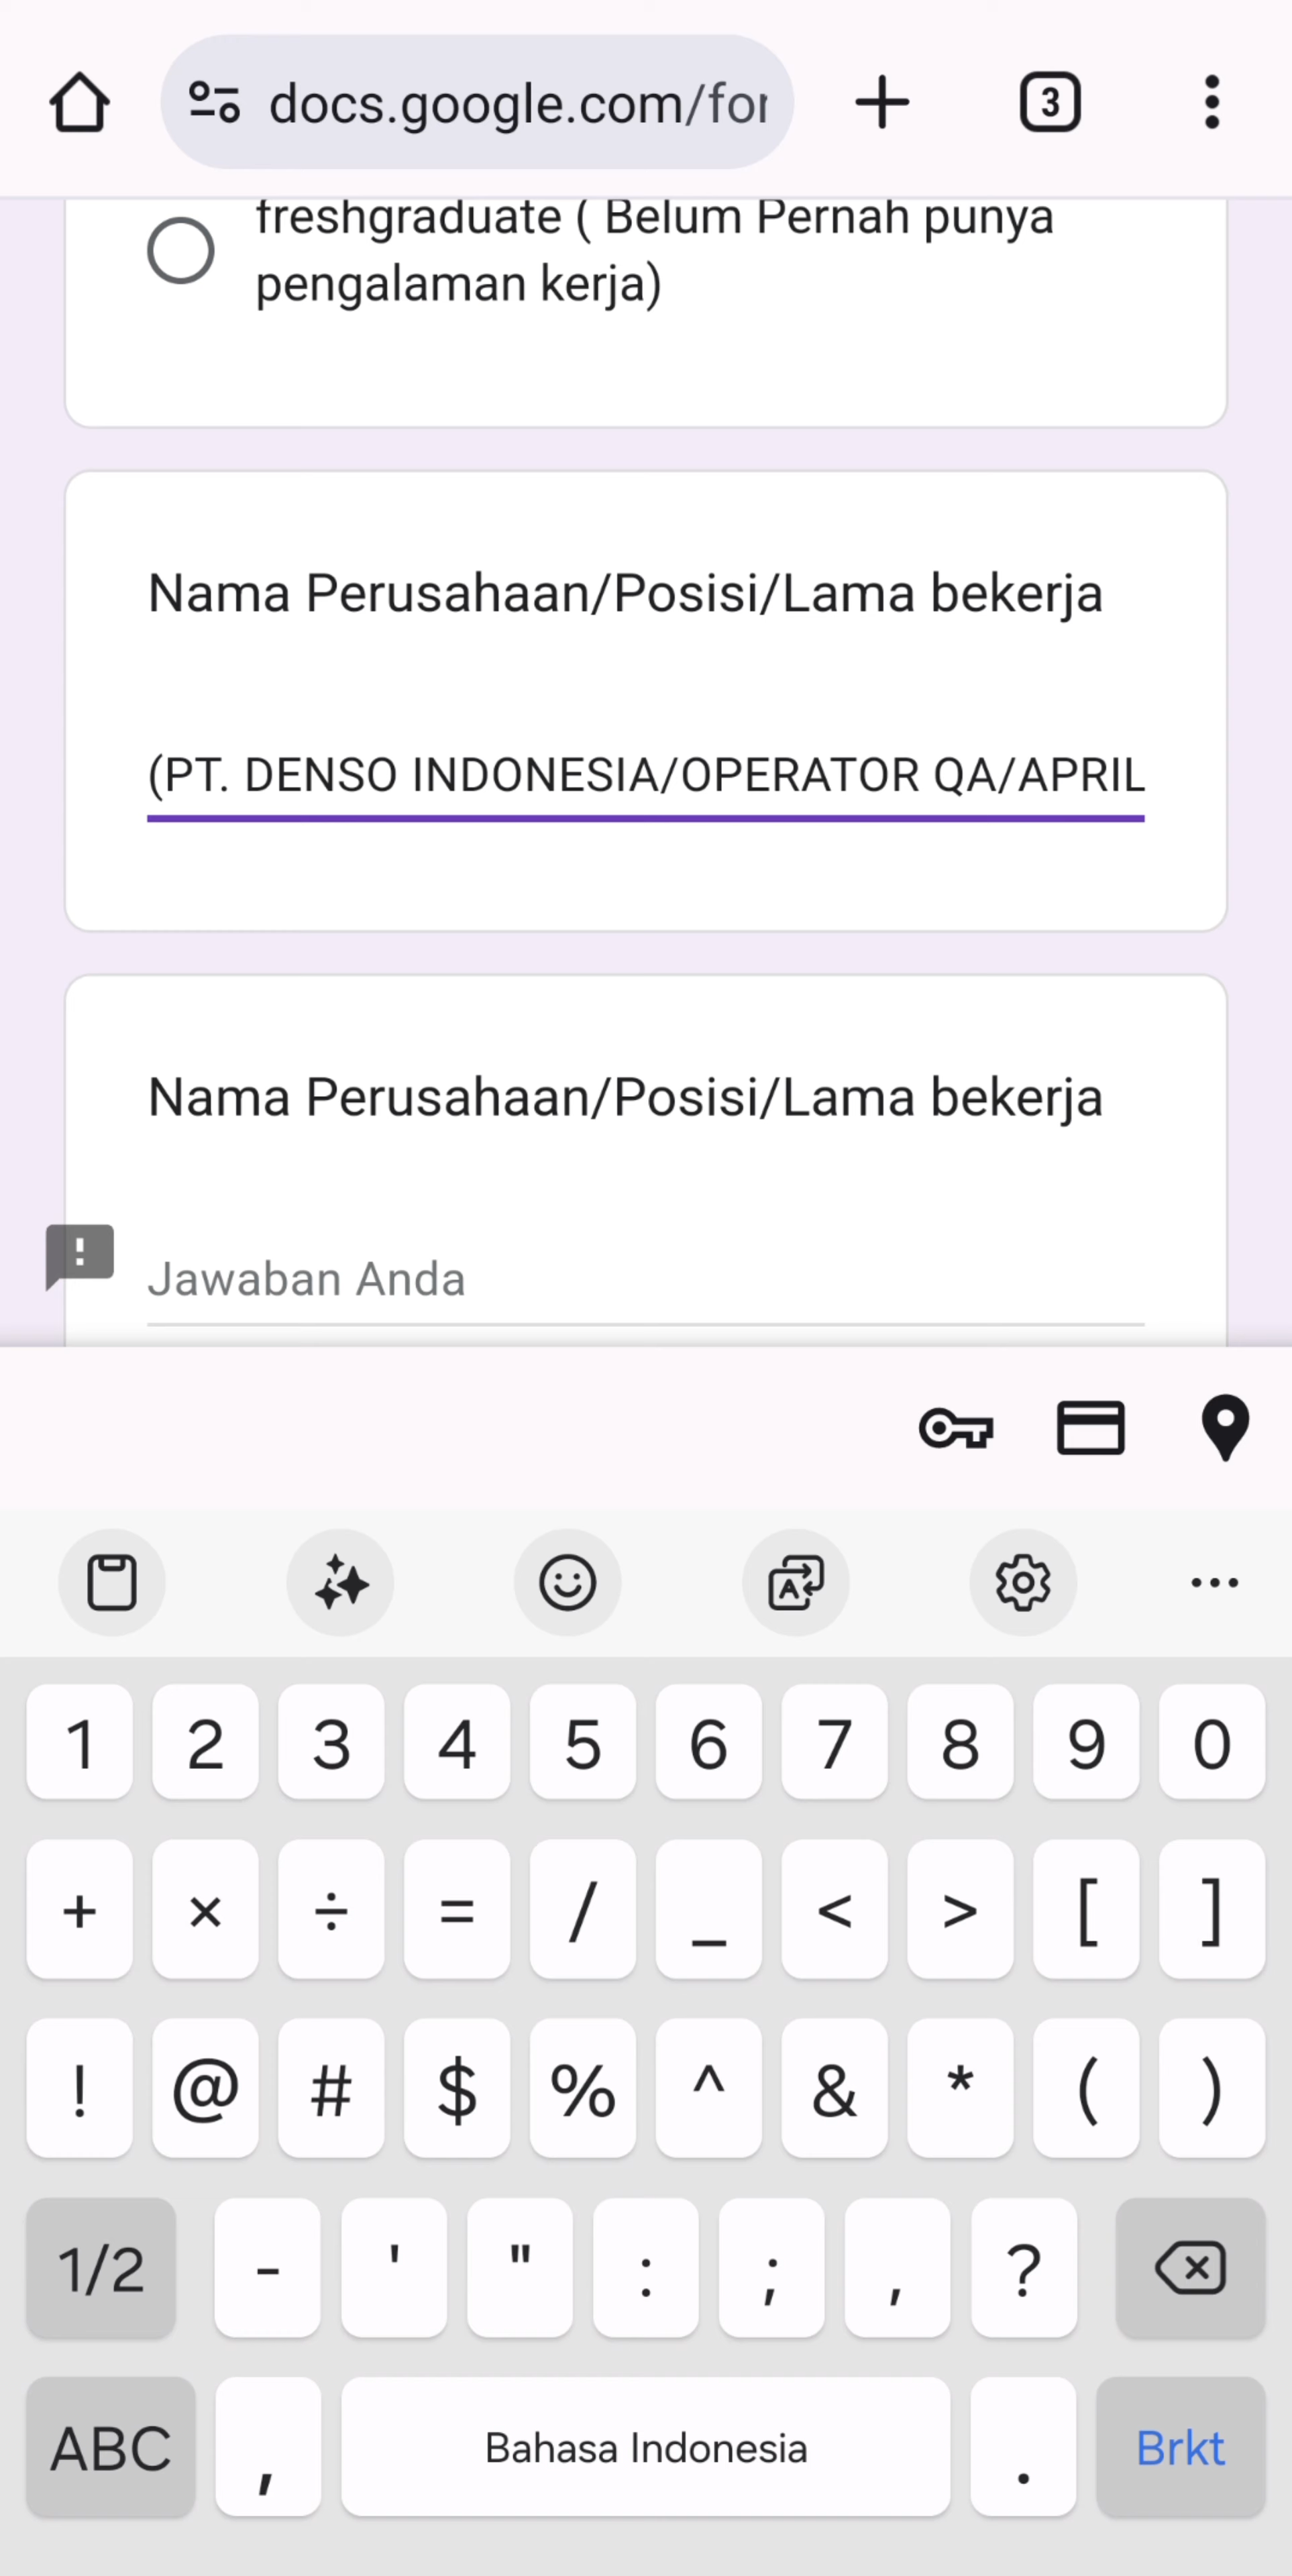 docs.google.com/for
3
freshgraduate ( Belum Pernah punya
pengalaman kerja)
Nama Perusahaan/Posisi/Lama bekerja
(PT. DENSO INDONESIA/OPERATOR QA/APRIL
Nama Perusahaan/Posisi/Lama bekerja
Jawaban Anda
1 2 3 4 5 6 7 8 9 0
+ × ÷ = / _ < > [ ]
! @ # $ % ^ & * ( )
1/2 - ' " : ; , ?
ABC , Bahasa Indonesia . Brkt